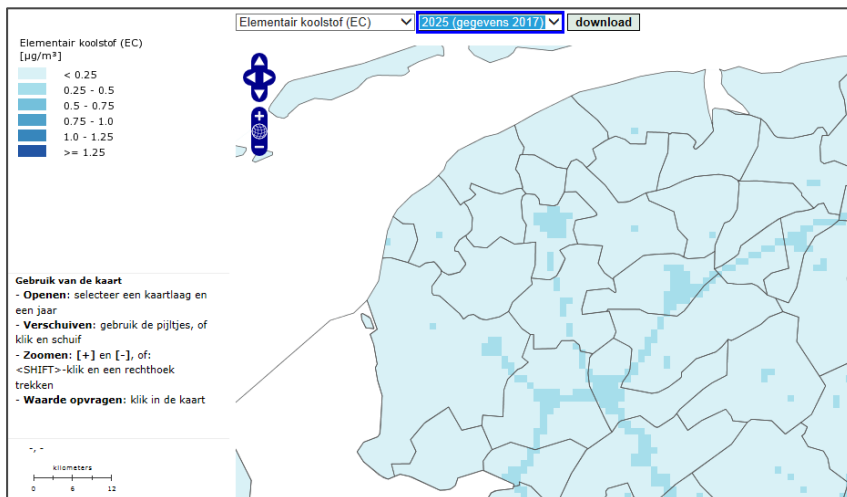 Elementair koolstof (EC) 2025 (gegevens 2017) download
Elementair koolstof (EC)
[µg/m³]
< 0.25
0.25 - 0.5
0.5 - 0.75
0.75 - 1.0
1.0 - 1.25
>= 1.25
Gebruik van de kaart
- Openen: selecteer een kaartlaag en
een jaar
- Verschuiven: gebruik de pijltjes, of
klik en schuif
- Zoomen: [+] en [-], of:
<SHIFT>-klik en een rechthoek
trekken
- Waarde opvragen: klik in de kaart
-, -
kilometers
0 6 12